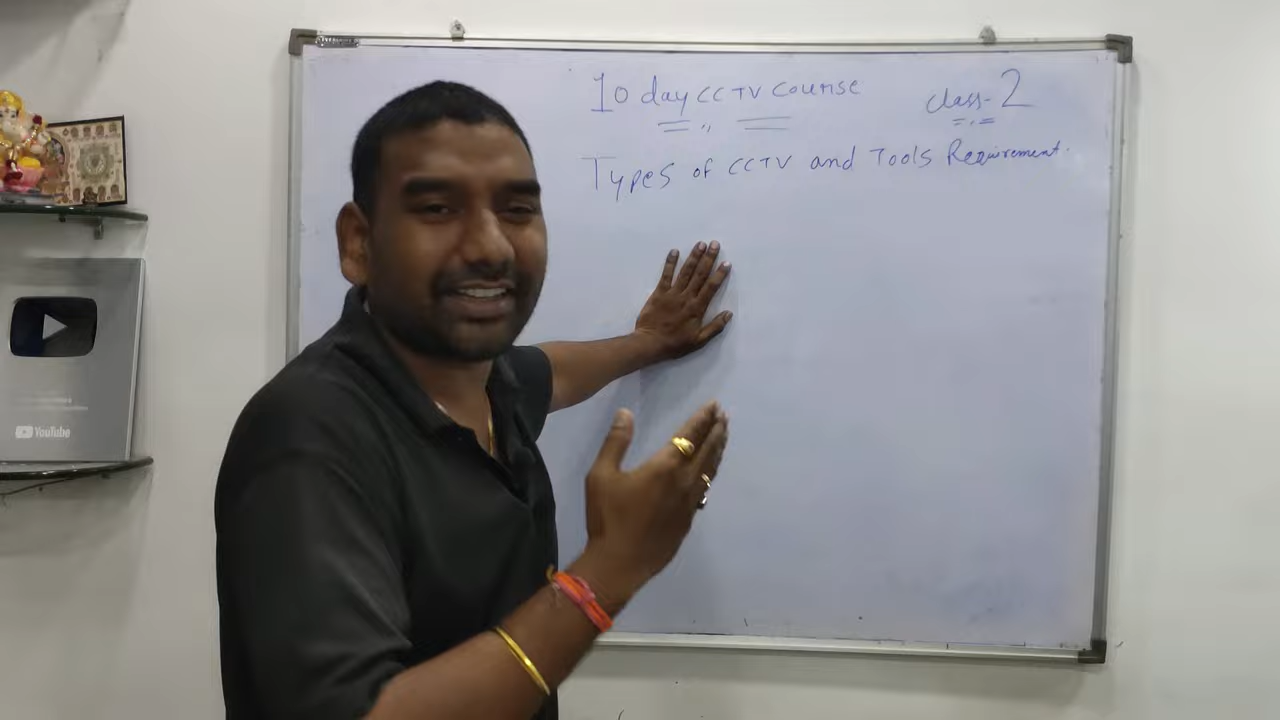 10 day CCTV Course
Class-2
Types of CCTV and Tools Requirement.
YouTube